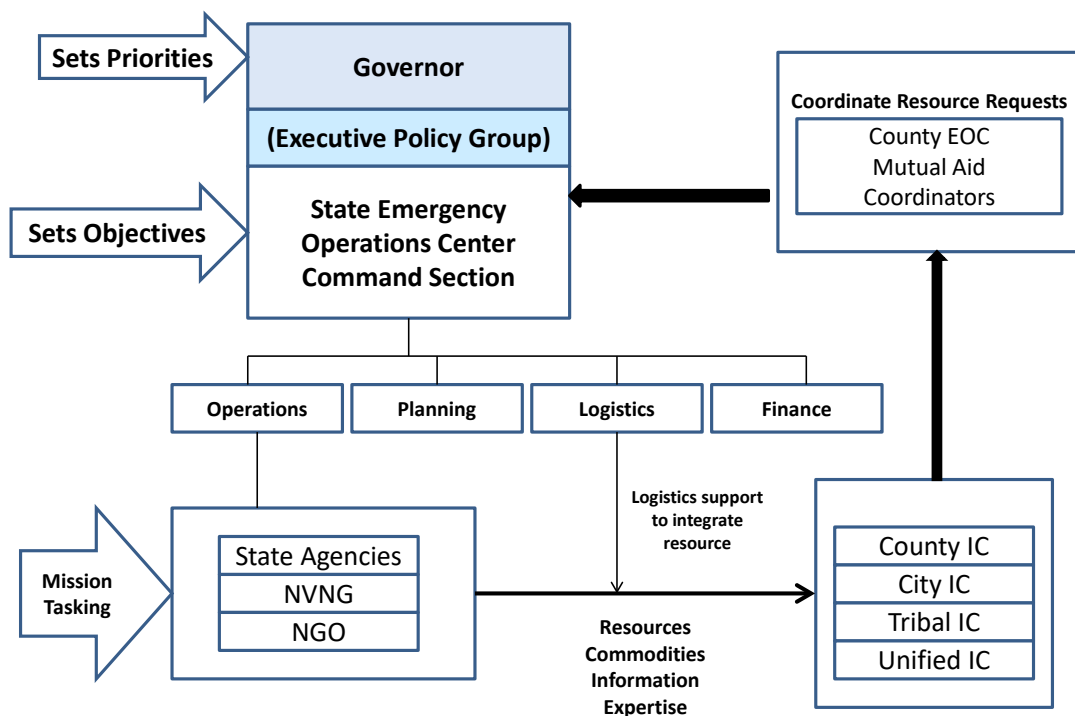 Sets Priorities
Governor
(Executive Policy Group)
Sets Objectives
State Emergency
Operations Center
Command Section
Coordinate Resource Requests
County EOC
Mutual Aid
Coordinators
Operations
Planning
Logistics
Finance
Logistics support
to integrate
resource
Mission
Tasking
State Agencies
NVNG
NGO
Resources
Commodities
Information
Expertise
County IC
City IC
Tribal IC
Unified IC